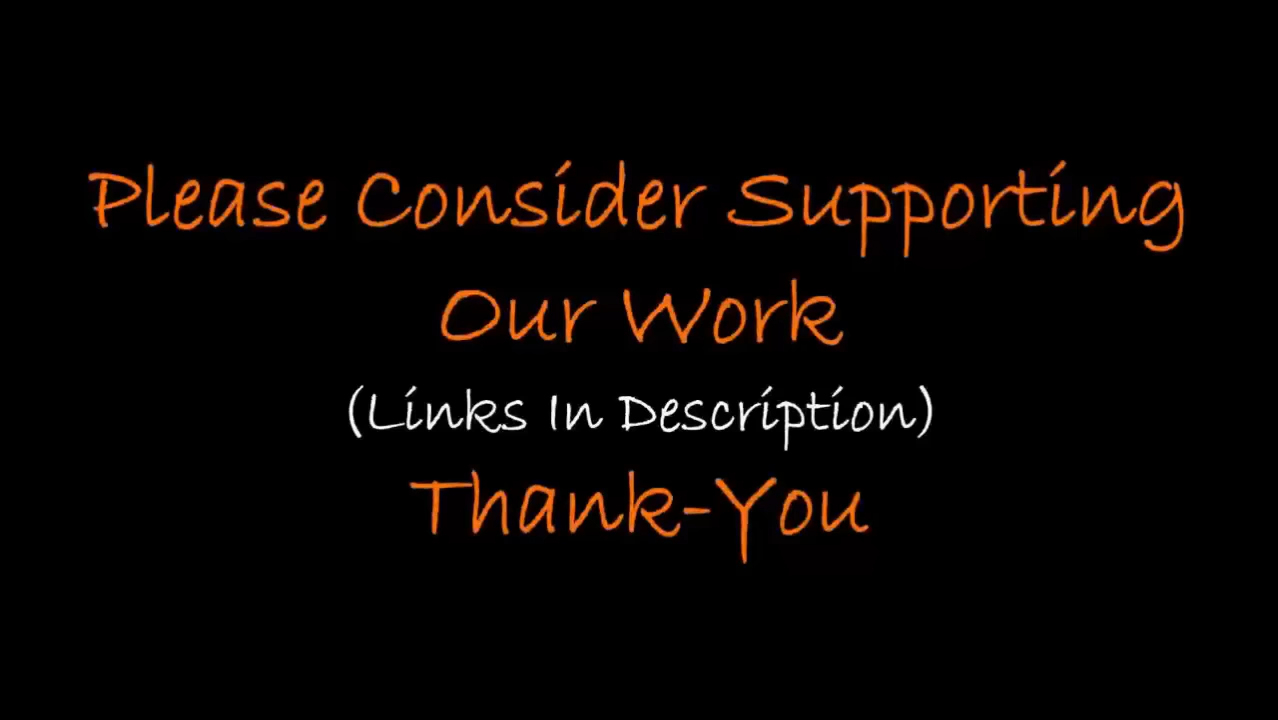 Please Consider Supporting
Our Work
(Links In Description)
Thank-You